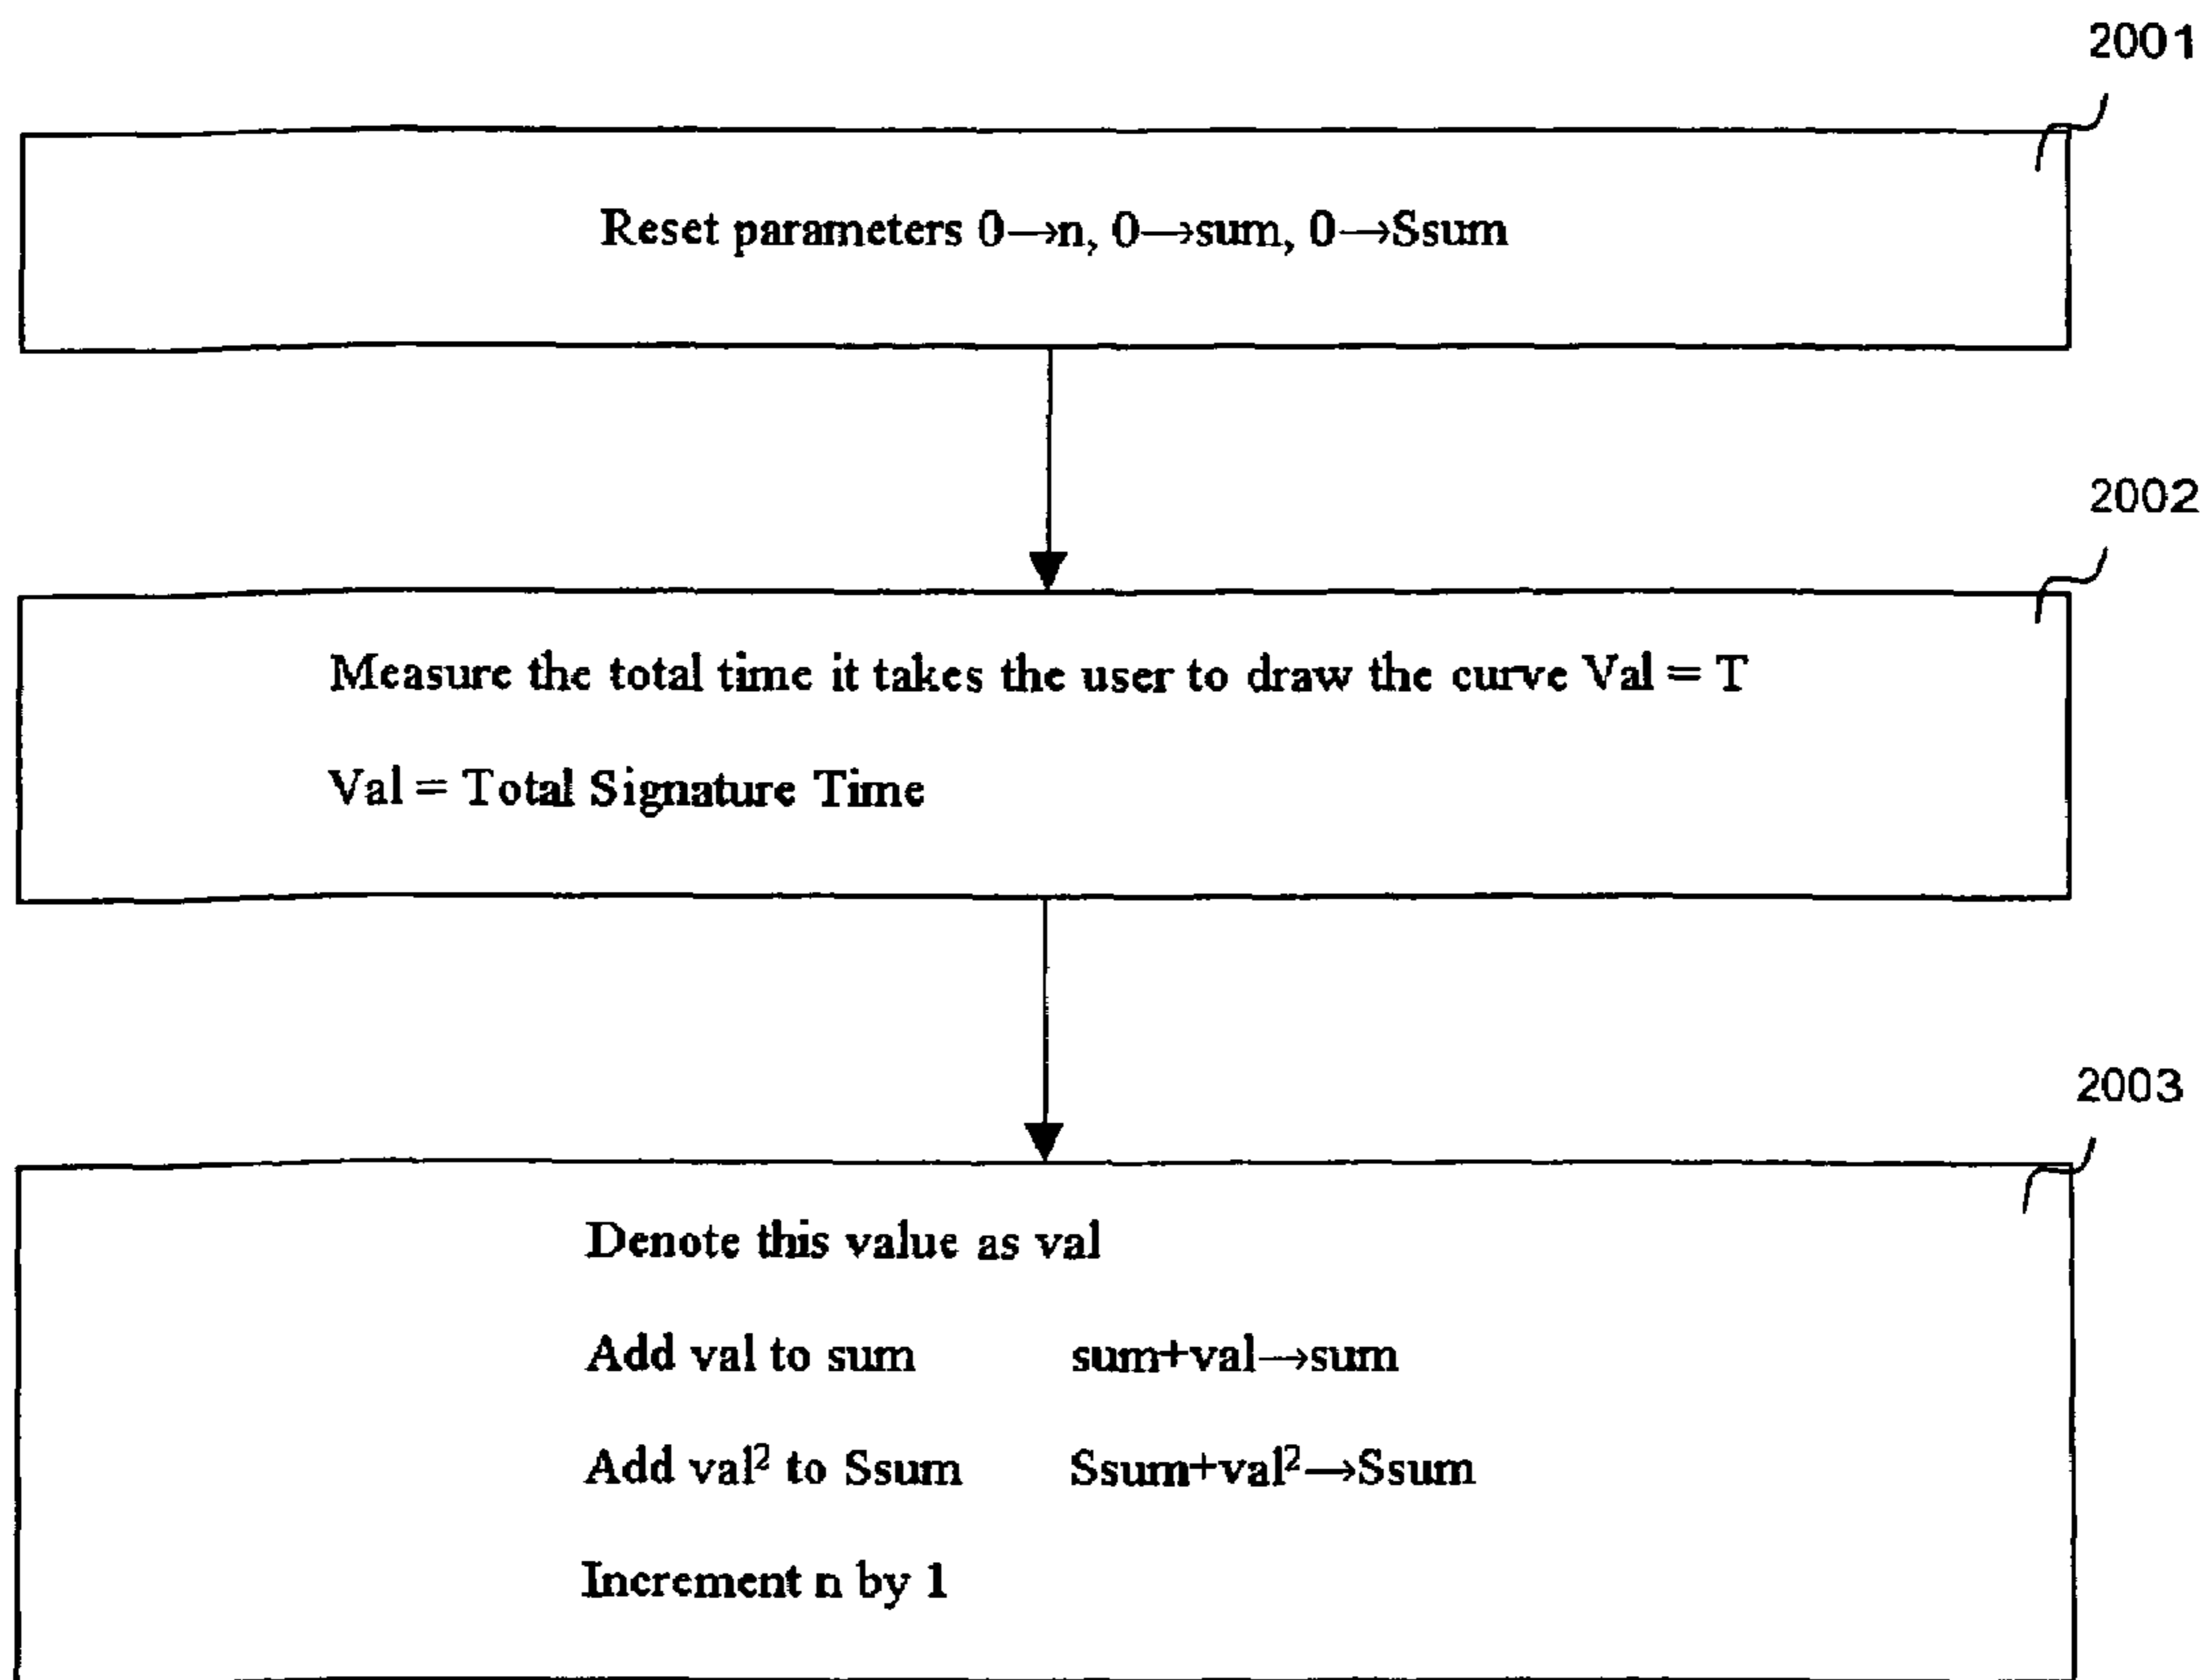 2001
Reset parameters 0→n, 0→sum, 0→Ssum
2002
Measure the total time it takes the user to draw the curve Val = T
Val = Total Signature Time
2003
Denote this value as val
Add val to sum sum+val→sum
Add val² to Ssum Ssum+val²→Ssum
Increment n by 1